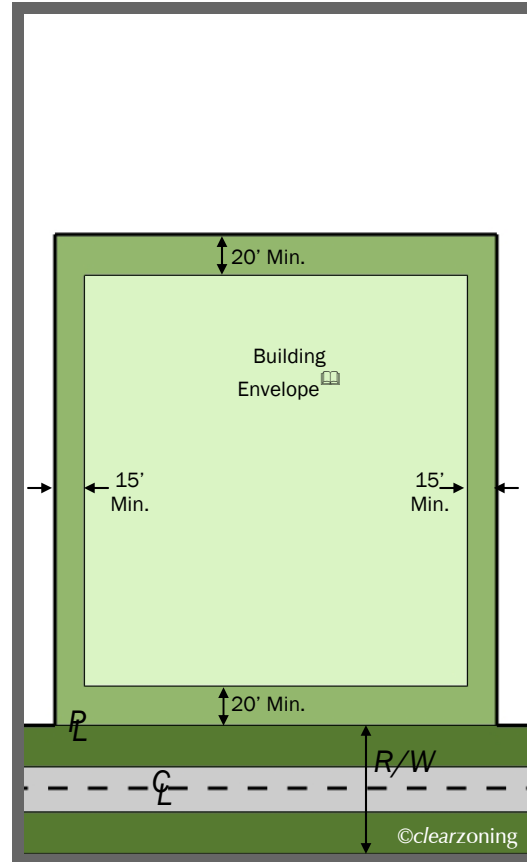 20' Min.
Building
Envelope
15'
Min.
15'
Min.
20' Min.
PL
R/W
CL
©clearzoning